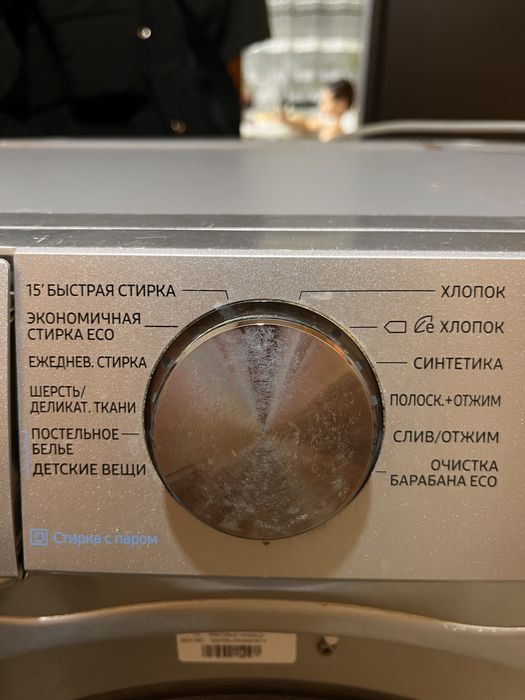 15' БЫСТРАЯ СТИРКА
ЭКОНОМИЧНАЯ
СТИРКА ECO
ЕЖЕДНЕВ. СТИРКА
ШЕРСТЬ/
ДЕЛИКАТ. ТКАНИ
ПОСТЕЛЬНОЕ
БЕЛЬЕ
ДЕТСКИЕ ВЕЩИ
Стирка с паром
ХЛОПОК
e ХЛОПОК
СИНТЕТИКА
ПОЛОСК.+ОТЖИМ
СЛИВ/ОТЖИМ
ОЧИСТКА
БАРАБАНА ECO